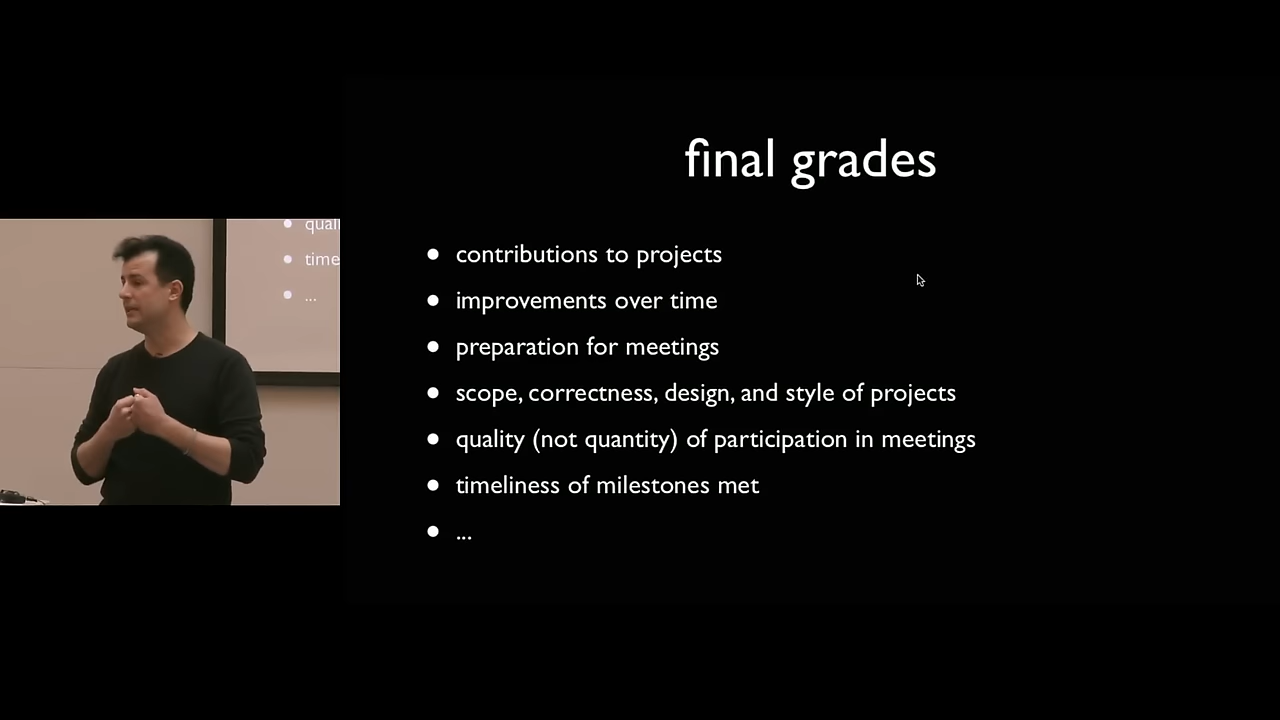 final grades
• contributions to projects
• improvements over time
• preparation for meetings
• scope, correctness, design, and style of projects
• quality (not quantity) of participation in meetings
• timeliness of milestones met
• ...
• quali
• time
• ...